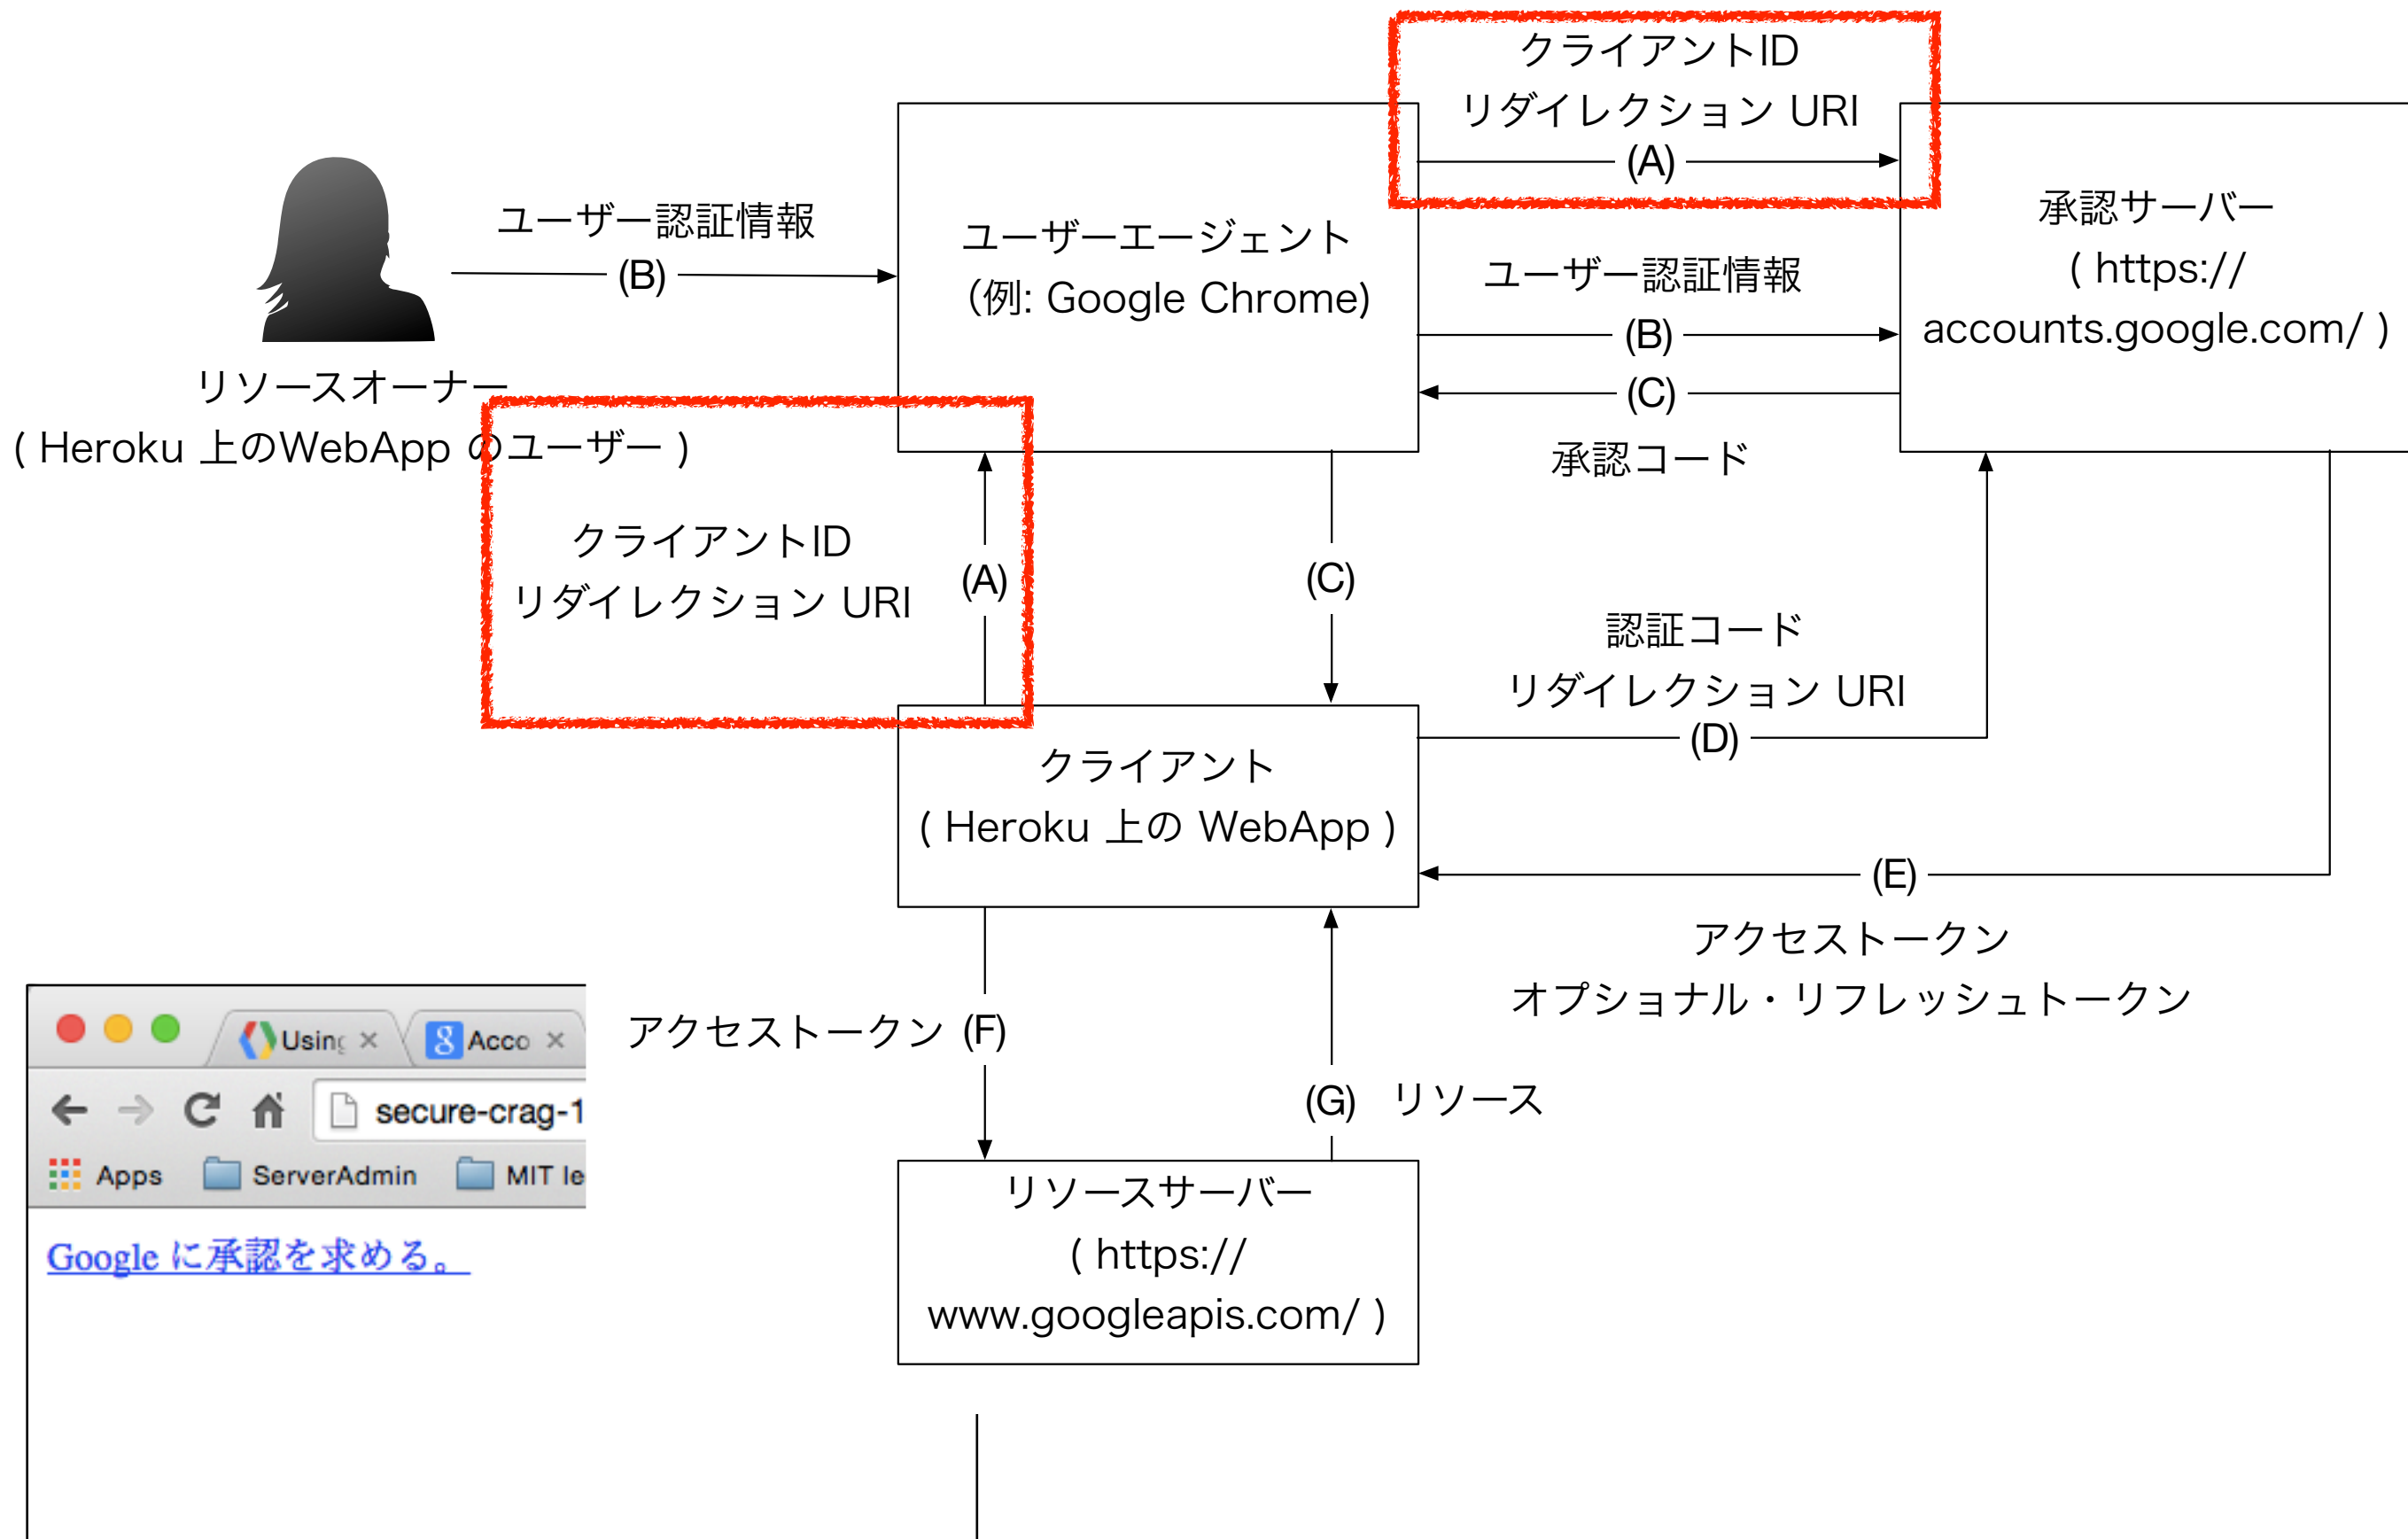 クライアントID
リダイレクション URI
(A)
ユーザー認証情報
(B)
ユーザーエージェント
（例: Google Chrome)
承認サーバー
( https://
accounts.google.com/ )
ユーザー認証情報
(B)
(C)
承認コード
リソースオーナー
( Heroku 上のWebApp のユーザー )
クライアントID
リダイレクション URI
(A)
(C)
認証コード
リダイレクション URI
(D)
クライアント
( Heroku 上の WebApp )
(E)
アクセストークン
オプショナル・リフレッシュトークン
アクセストークン (F)
(G) リソース
リソースサーバー
( https://
www.googleapis.com/ )
Using
Acco
secure-crag-1
Apps ServerAdmin MIT le
Google に承認を求める。